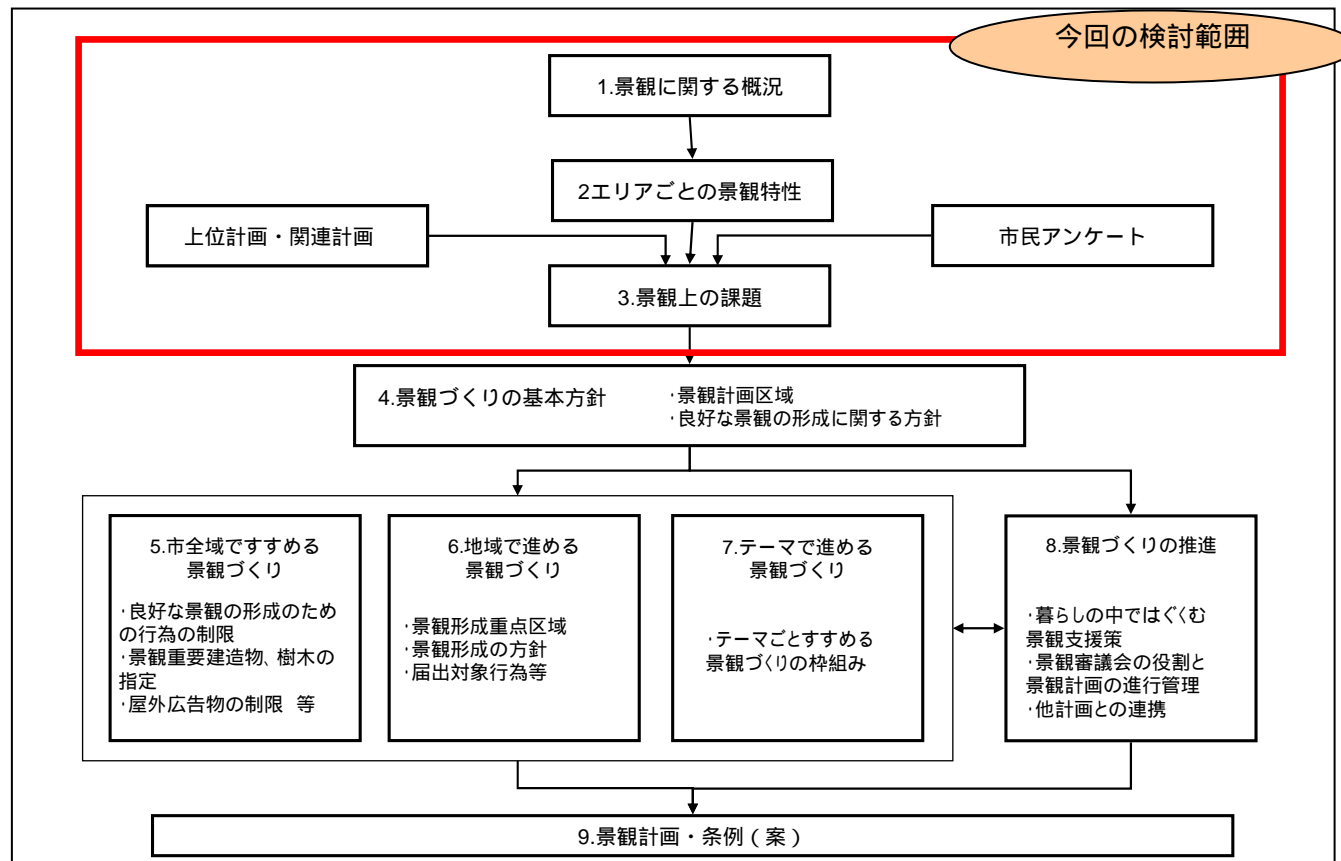 今回の検討範囲
1.景観に関する概況
2エリアごとの景観特性
上位計画・関連計画
市民アンケート
3.景観上の課題
4.景観づくりの基本方針
・景観計画区域
・良好な景観の形成に関する方針
5.市全域ですすめる
景観づくり
・良好な景観の形成のため
の行為の制限
・景観重要建造物、樹木の
指定
・屋外広告物の制限 等
6.地域で進める
景観づくり
・景観形成重点区域
・景観形成の方針
・届出対象行為等
7.テーマで進める
景観づくり
・テーマごとすすめる
景観づくりの枠組み
8.景観づくりの推進
・暮らしの中ではぐくむ
景観支援策
・景観審議会の役割と
景観計画の進行管理
・他計画との連携
9.景観計画・条例(案)